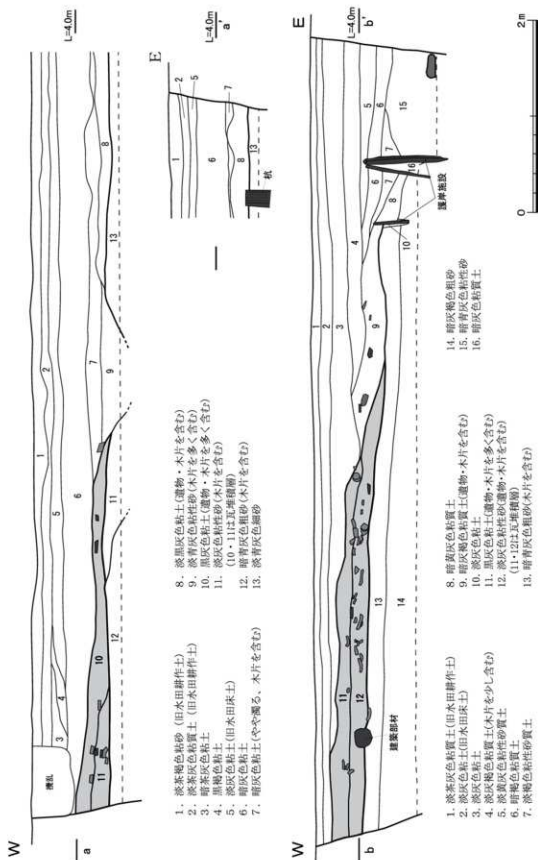 W
E
L=4.0m
a
a'
L=4.0m
撹乱
杭
1. 淡茶褐色粘砂（旧水田耕作土）
2. 淡茶灰色粘質土（旧水田耕作土）
3. 暗茶灰色粘土
4. 黒褐色粘土
5. 淡灰色粘土(旧水田床土)
6. 暗灰色粘土
7. 暗灰色粘土(やや濁る、木片を含む)
8. 淡黒灰色粘土(遺物・木片を含む)
9. 淡青灰色粘性砂(木片を多く含む)
10. 黒灰色粘土(遺物・木片を多く含む)
11. 淡灰色粘性砂(木片を含む)
(10・11は瓦堆積層)
12. 暗青灰色粗砂(木片を含む)
13. 淡青灰色細砂
W
E
b
b'
L=4.0m
建築部材
護岸施設
1. 淡茶灰色粘質土(旧水田耕作土)
2. 淡灰色粘土(旧水田床土)
3. 淡灰色粘土
4. 淡灰褐色粘質土(木片を少し含む)
5. 淡黄灰色粘性砂質土
6. 暗褐色粘質土
7. 淡褐色粘性砂質土
8. 暗黄灰色粘質土
9. 暗灰褐色粘質土(遺物・木片を含む)
10. 淡灰色粘土
11. 黒灰色粘土(遺物・木片を多く含む)
12. 淡灰色粘性砂(遺物・木片を含む)
(11・12は瓦堆積層)
13. 暗青灰色粗砂(木片を含む)
14. 暗灰褐色粗砂
15. 暗青灰色粘性砂
16. 暗灰色粘質土
0
2m